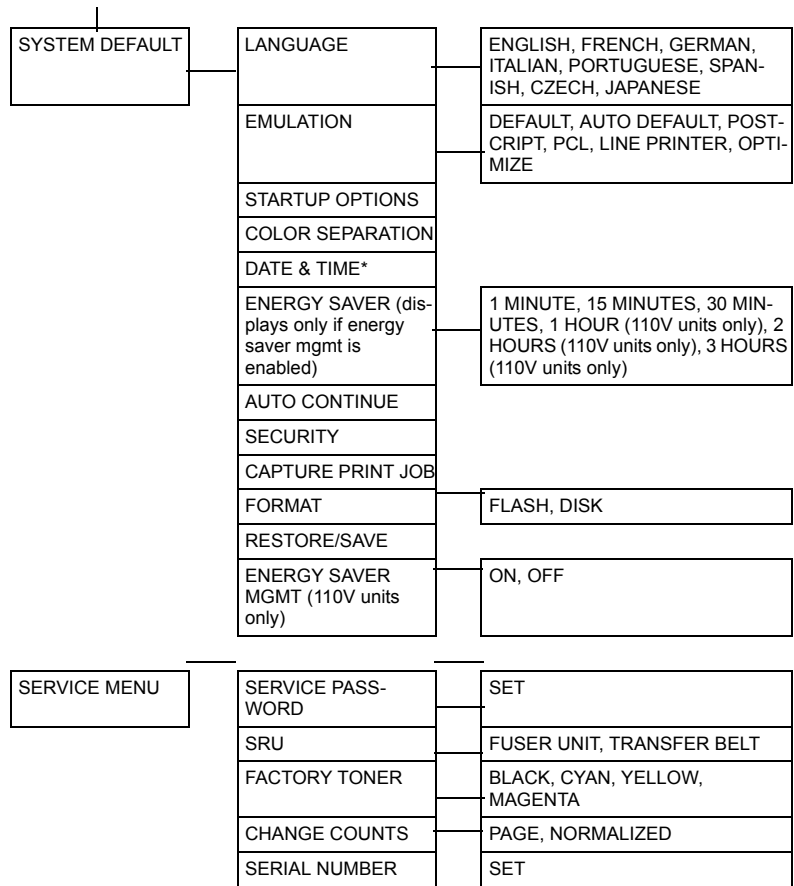 SYSTEM DEFAULT
LANGUAGE
ENGLISH, FRENCH, GERMAN,
ITALIAN, PORTUGUESE, SPAN-
ISH, CZECH, JAPANESE
EMULATION
DEFAULT, AUTO DEFAULT, POST-
CRIPT, PCL, LINE PRINTER, OPTI-
MIZE
STARTUP OPTIONS
COLOR SEPARATION
DATE & TIME*
ENERGY SAVER (dis-
plays only if energy
saver mgmt is
enabled)
1 MINUTE, 15 MINUTES, 30 MIN-
UTES, 1 HOUR (110V units only), 2
HOURS (110V units only), 3 HOURS
(110V units only)
AUTO CONTINUE
SECURITY
CAPTURE PRINT JOB
FORMAT
FLASH, DISK
RESTORE/SAVE
ENERGY SAVER
MGMT (110V units
only)
ON, OFF
SERVICE MENU
SERVICE PASS-
WORD
SET
SRU
FUSER UNIT, TRANSFER BELT
FACTORY TONER
BLACK, CYAN, YELLOW,
MAGENTA
CHANGE COUNTS
PAGE, NORMALIZED
SERIAL NUMBER
SET